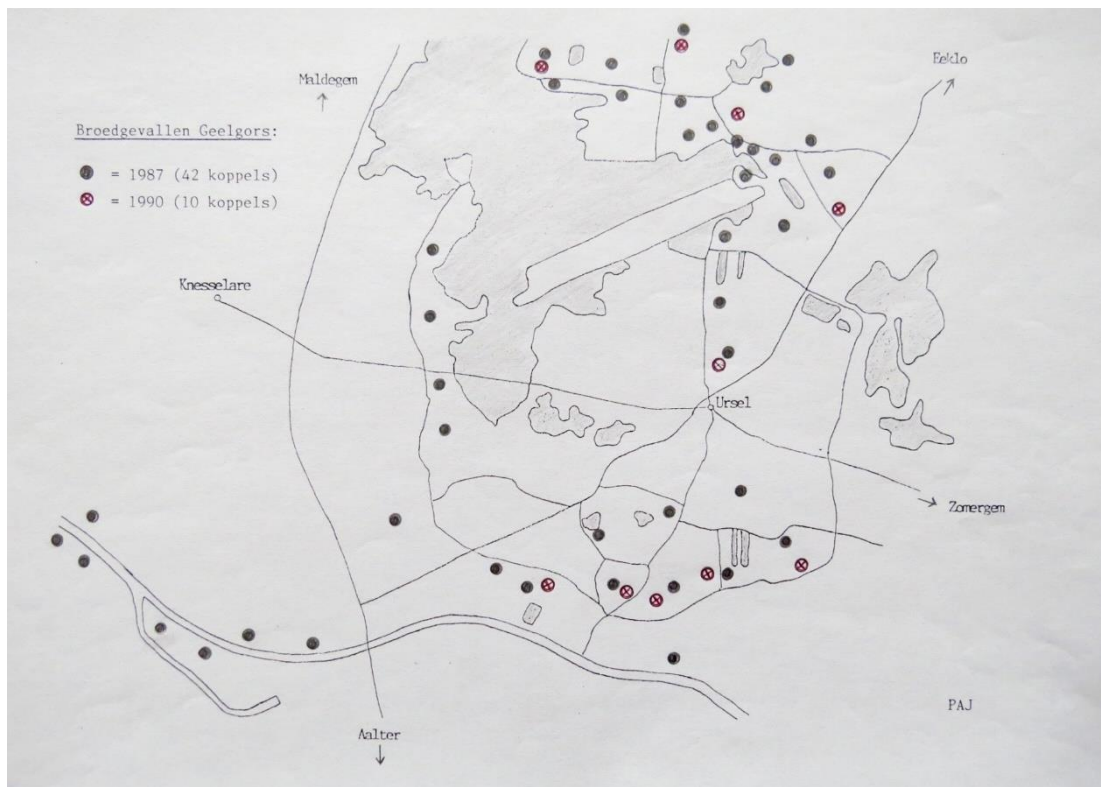 Maldegem
Eeklo
Broedgevallen Geelgors:
= 1987 (42 koppels)
= 1990 (10 koppels)
Knesselare
Ursel
Zomergem
PAJ
Aalter